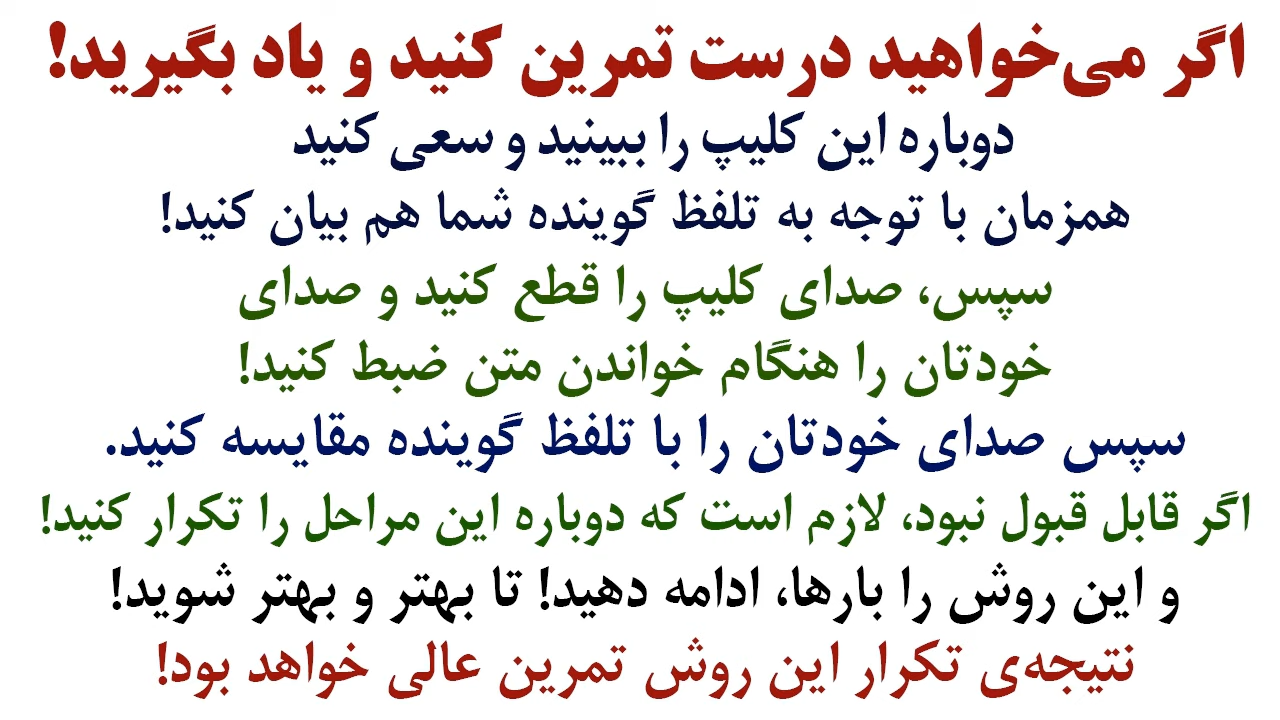 اگر می‌خواهید درست تمرین کنید و یاد بگیرید!
دوباره این کلیپ را ببینید و سعی کنید
همزمان با توجه به تلفظ گوینده شما هم بیان کنید!
سپس، صدای کلیپ را قطع کنید و صدای
خودتان را هنگام خواندن متن ضبط کنید!
سپس صدای خودتان را با تلفظ گوینده مقایسه کنید.
اگر قابل قبول نبود، لازم است که دوباره این مراحل را تکرار کنید!
و این روش را بارها، ادامه دهید! تا بهتر و بهتر شوید!
نتیجه‌ی تکرار این روش تمرین عالی خواهد بود!